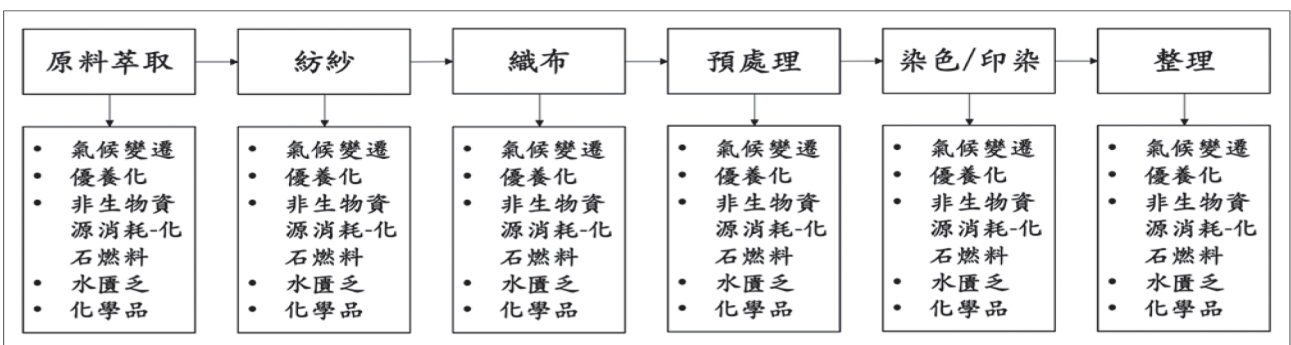 原料萃取
紡紗
織布
預處理
染色/印染
整理
• 氣候變遷
• 優養化
• 非生物資
源消耗-化
石燃料
• 水匱乏
• 化學品
• 氣候變遷
• 優養化
• 非生物資
源消耗-化
石燃料
• 水匱乏
• 化學品
• 氣候變遷
• 優養化
• 非生物資
源消耗-化
石燃料
• 水匱乏
• 化學品
• 氣候變遷
• 優養化
• 非生物資
源消耗-化
石燃料
• 水匱乏
• 化學品
• 氣候變遷
• 優養化
• 非生物資
源消耗-化
石燃料
• 水匱乏
• 化學品
• 氣候變遷
• 優養化
• 非生物資
源消耗-化
石燃料
• 水匱乏
• 化學品